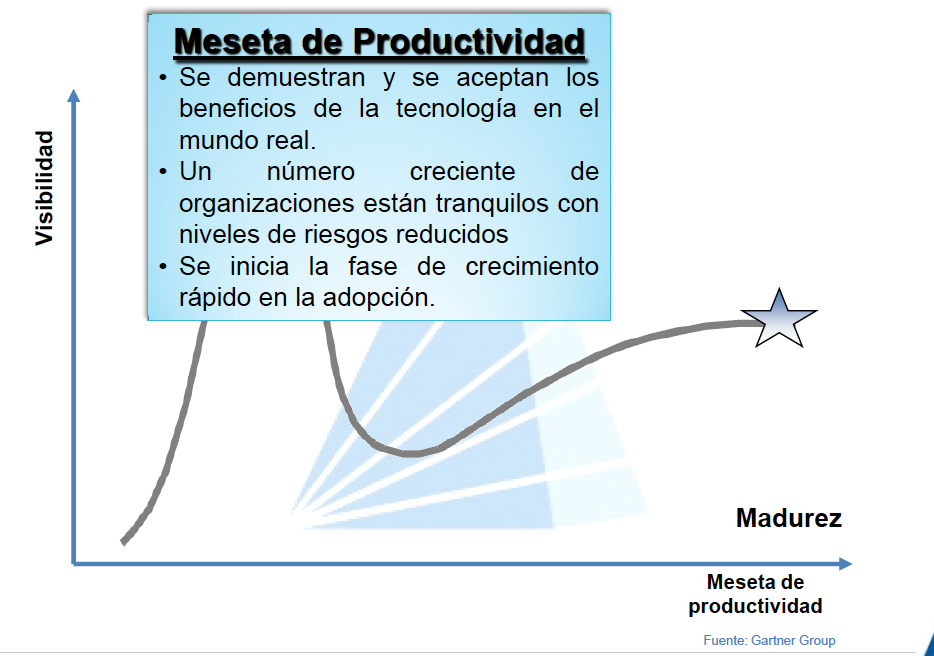 Meseta de Productividad
• Se demuestran y se aceptan los
beneficios de la tecnología en el
mundo real.
• Un número creciente de
organizaciones están tranquilos con
niveles de riesgos reducidos
• Se inicia la fase de crecimiento
rápido en la adopción.
Visibilidad
Madurez
Meseta de
productividad
Fuente: Gartner Group